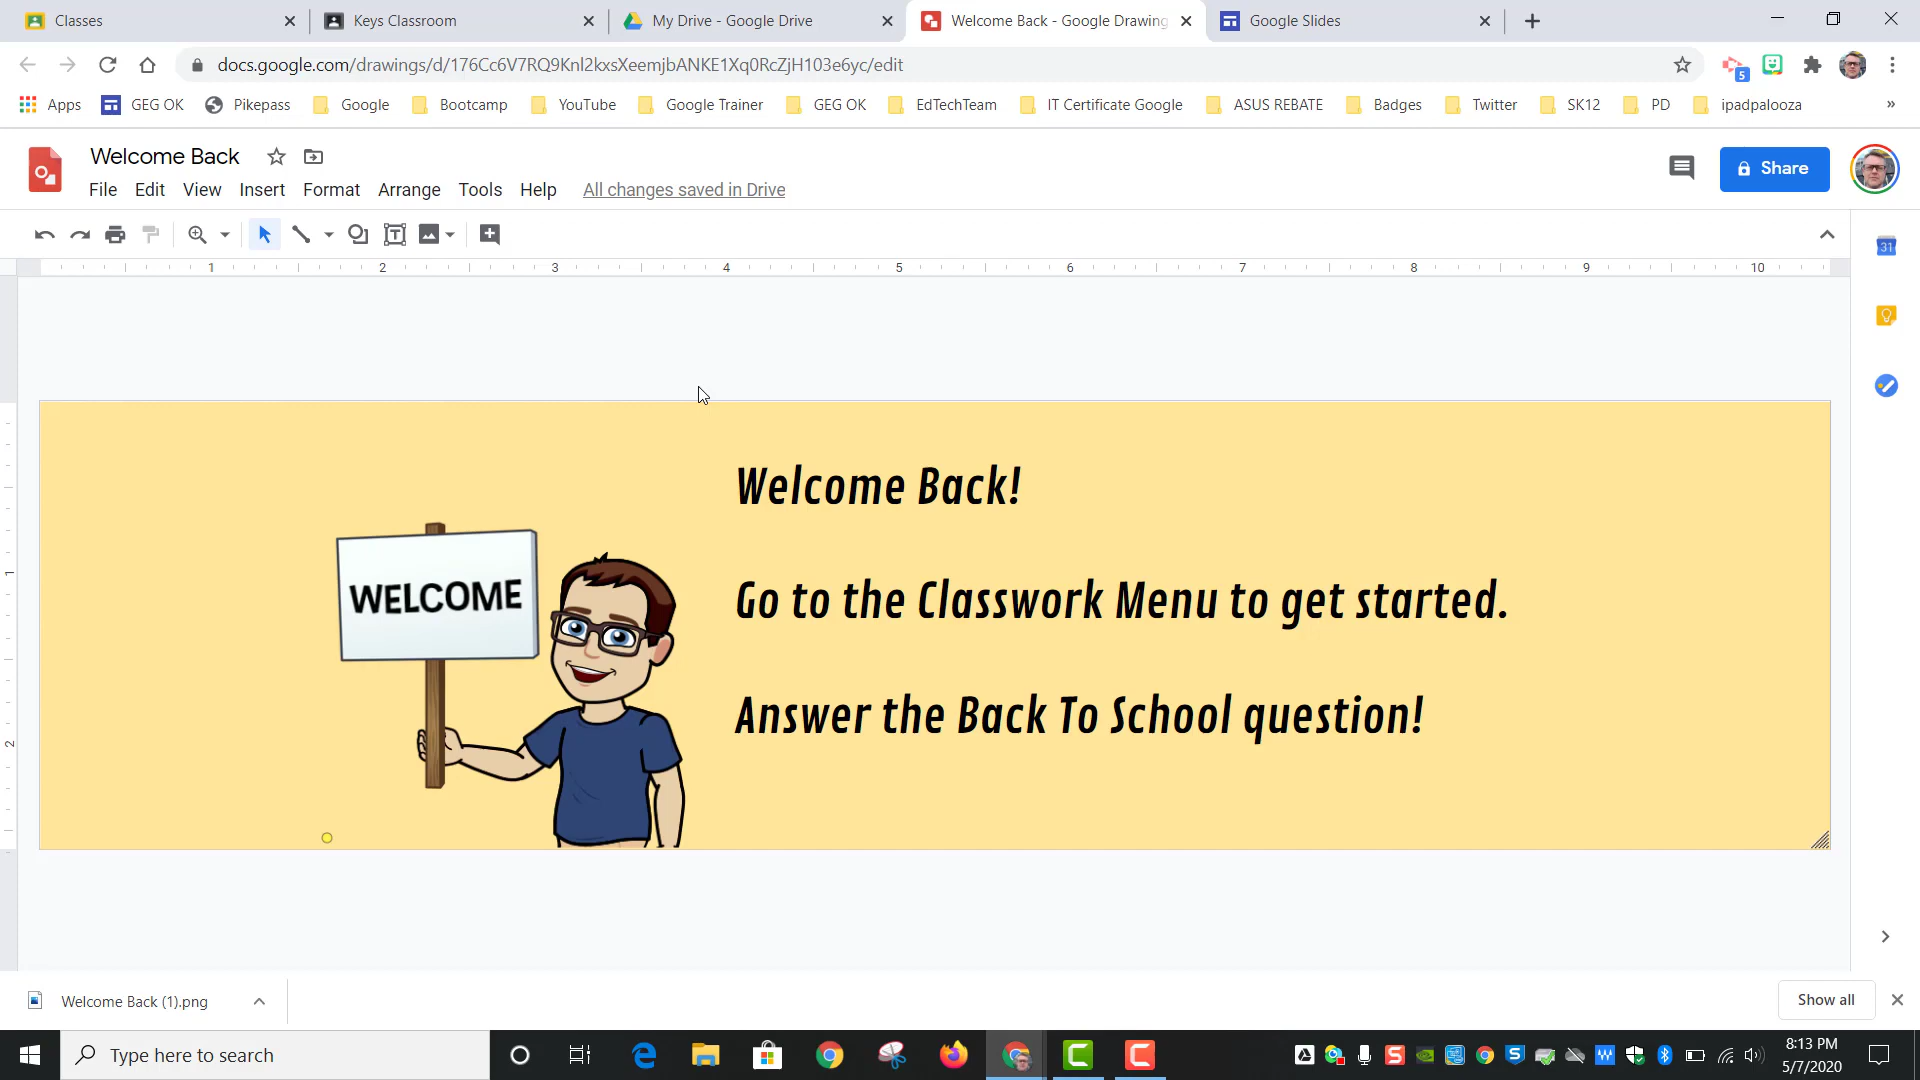 Classes
Keys Classroom
My Drive - Google Drive
Welcome Back - Google Drawing
Google Slides
docs.google.com/drawings/d/176Cc6V7RQ9Knl2kxsXeemjbANKE1Xq0RcZjH103e6yc/edit
5
Apps GEG OK Pikepass Google Bootcamp YouTube Google Trainer GEG OK EdTechTeam IT Certificate Google ASUS REBATE Badges Twitter SK12 PD ipadpalooza »
Welcome Back
Share
File Edit View Insert Format Arrange Tools Help All changes saved in Drive
1 2 3 4 5 6 7 8 9 10
31
Welcome Back!
WELCOME
Go to the Classwork Menu to get started.
Answer the Back To School question!
1
2
Welcome Back (1).png
Show all
Type here to search
8:13 PM
5/7/2020